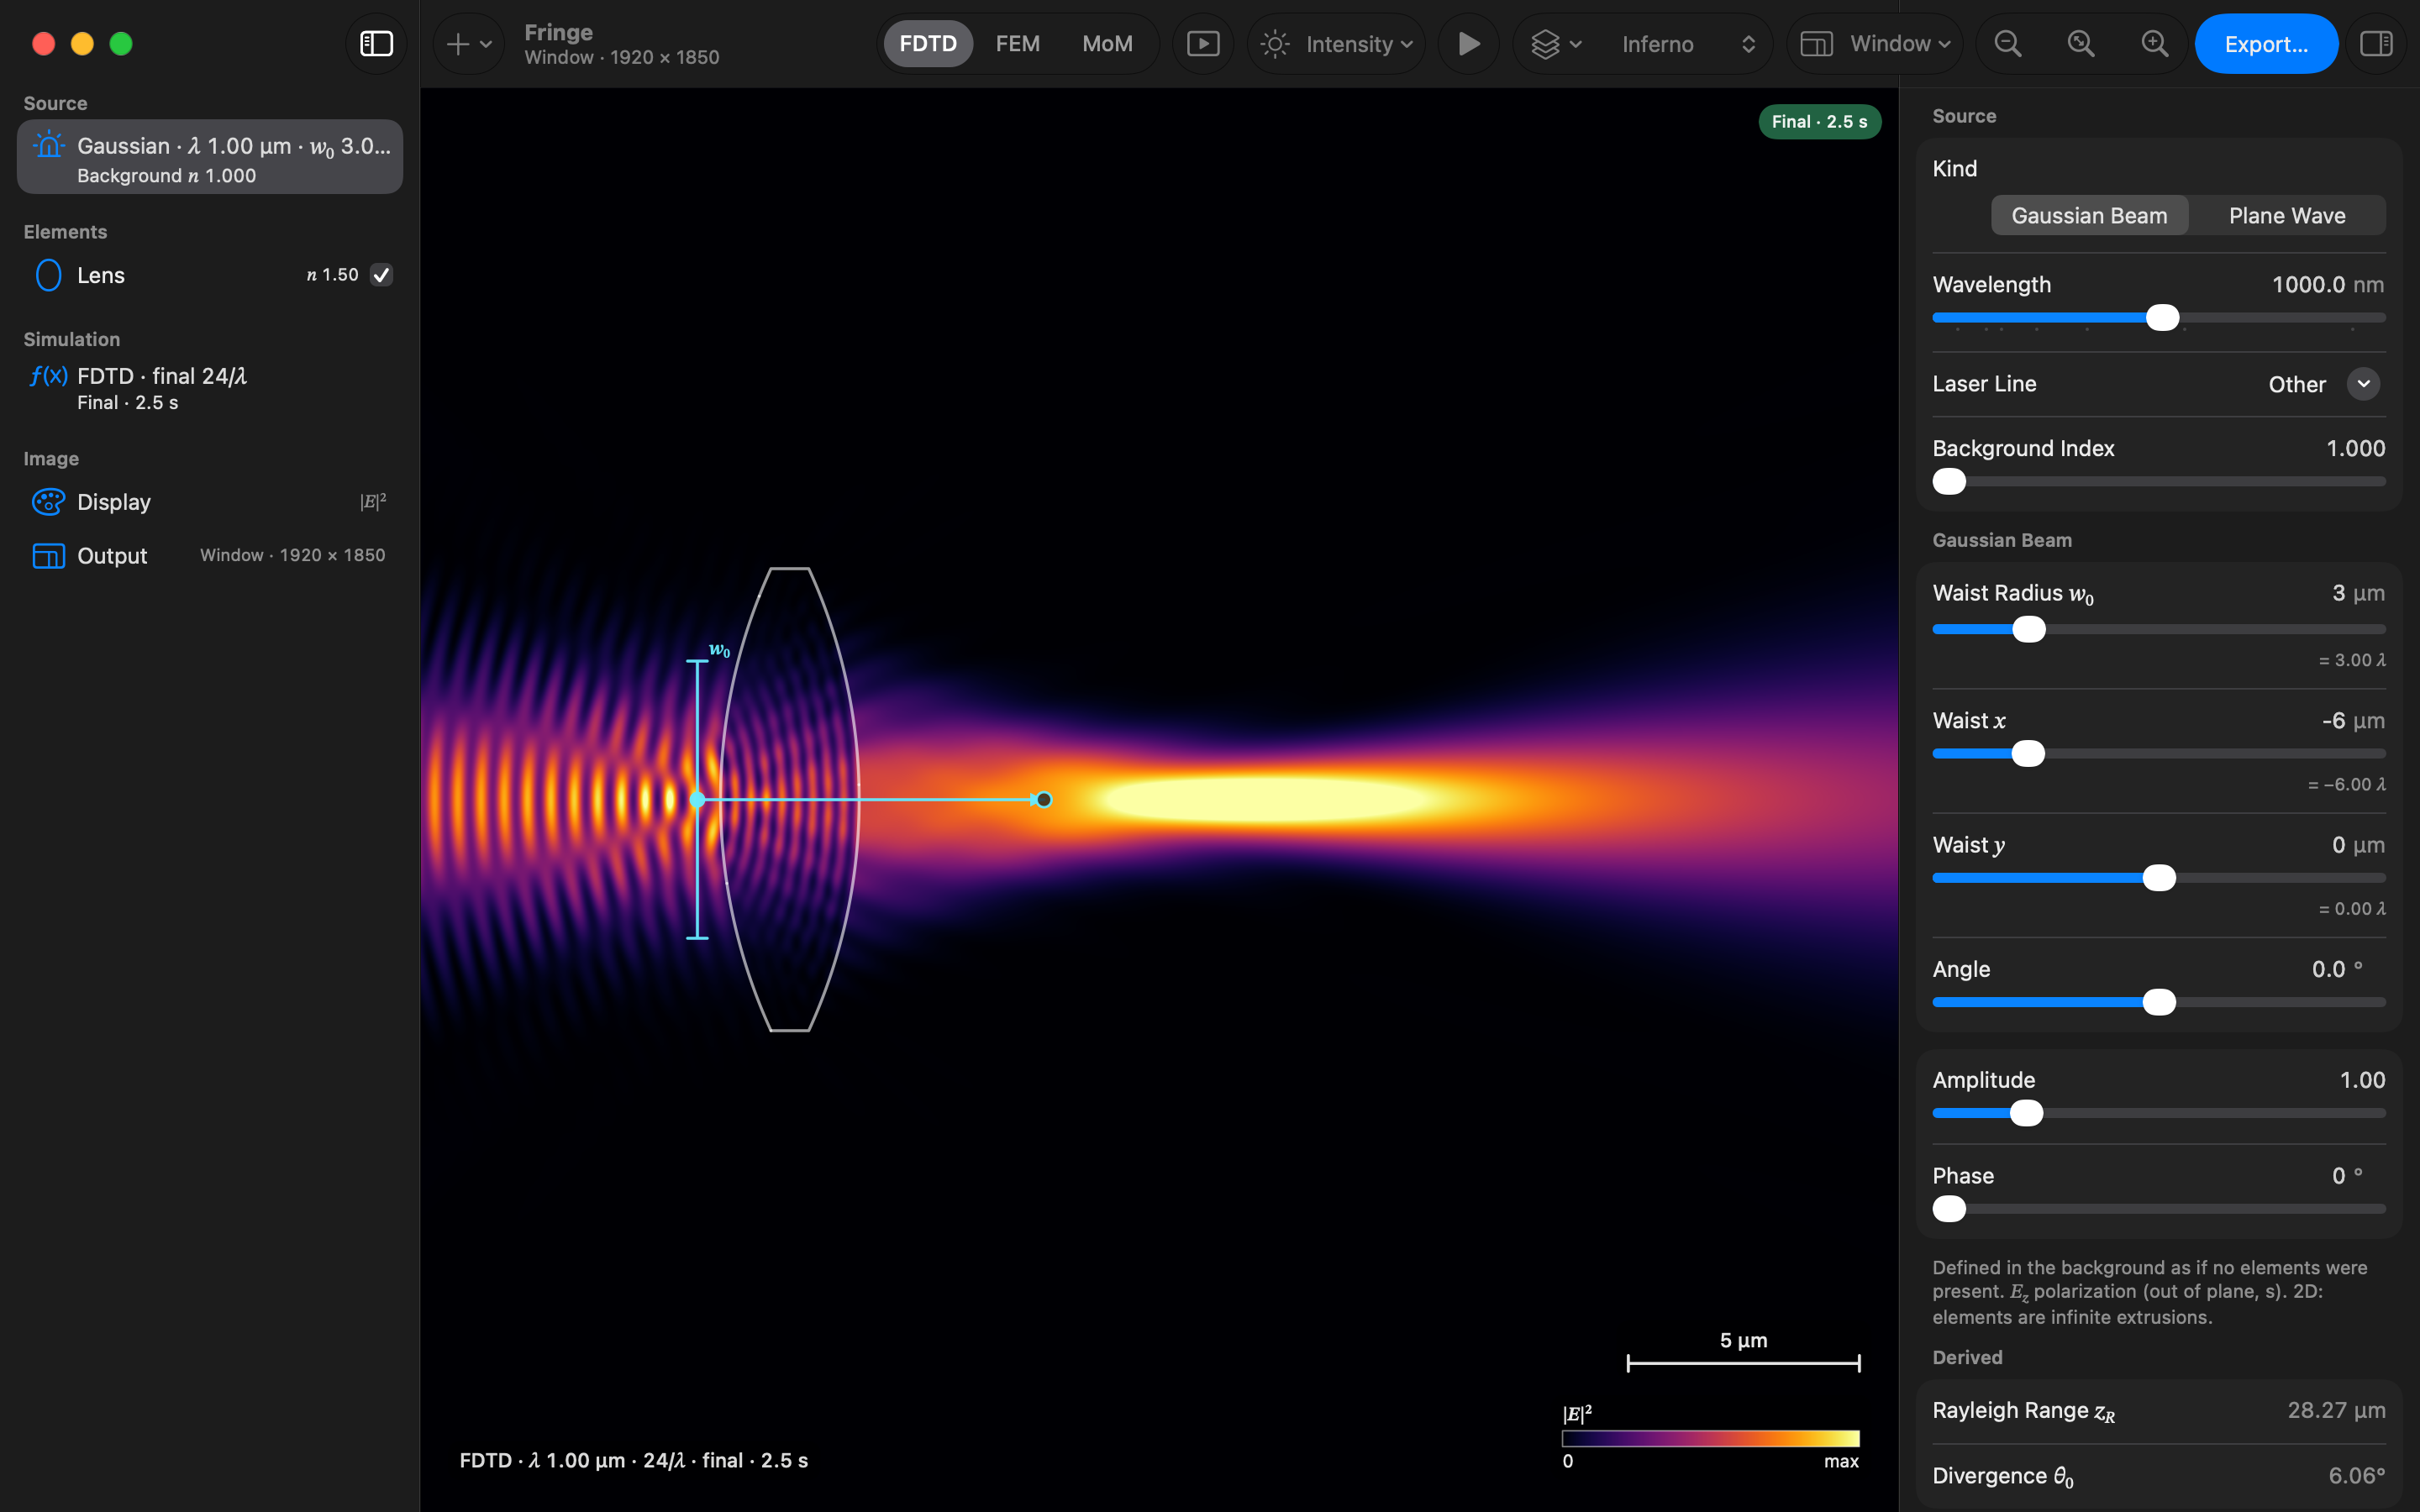 Fringe
Window · 1920 × 1850
FDTD FEM MoM
Intensity
Inferno
Window
Export...
Source
Gaussian · λ 1.00 µm · w₀ 3.0...
Background n 1.000
Elements
Lens n 1.50
Simulation
f(x) FDTD · final 24/λ
Final · 2.5 s
Image
Display |E|²
Output Window · 1920 × 1850
Final · 2.5 s
w₀
5 µm
|E|²
0 max
FDTD · λ 1.00 µm · 24/λ · final · 2.5 s
Source
Kind
Gaussian Beam Plane Wave
Wavelength 1000.0 nm
Laser Line Other
Background Index 1.000
Gaussian Beam
Waist Radius w₀ 3 µm
= 3.00 λ
Waist x -6 µm
= −6.00 λ
Waist y 0 µm
= 0.00 λ
Angle 0.0 °
Amplitude 1.00
Phase 0 °
Defined in the background as if no elements were
present. E_z polarization (out of plane, s). 2D:
elements are infinite extrusions.
Derived
Rayleigh Range z_R 28.27 µm
Divergence θ₀ 6.06°